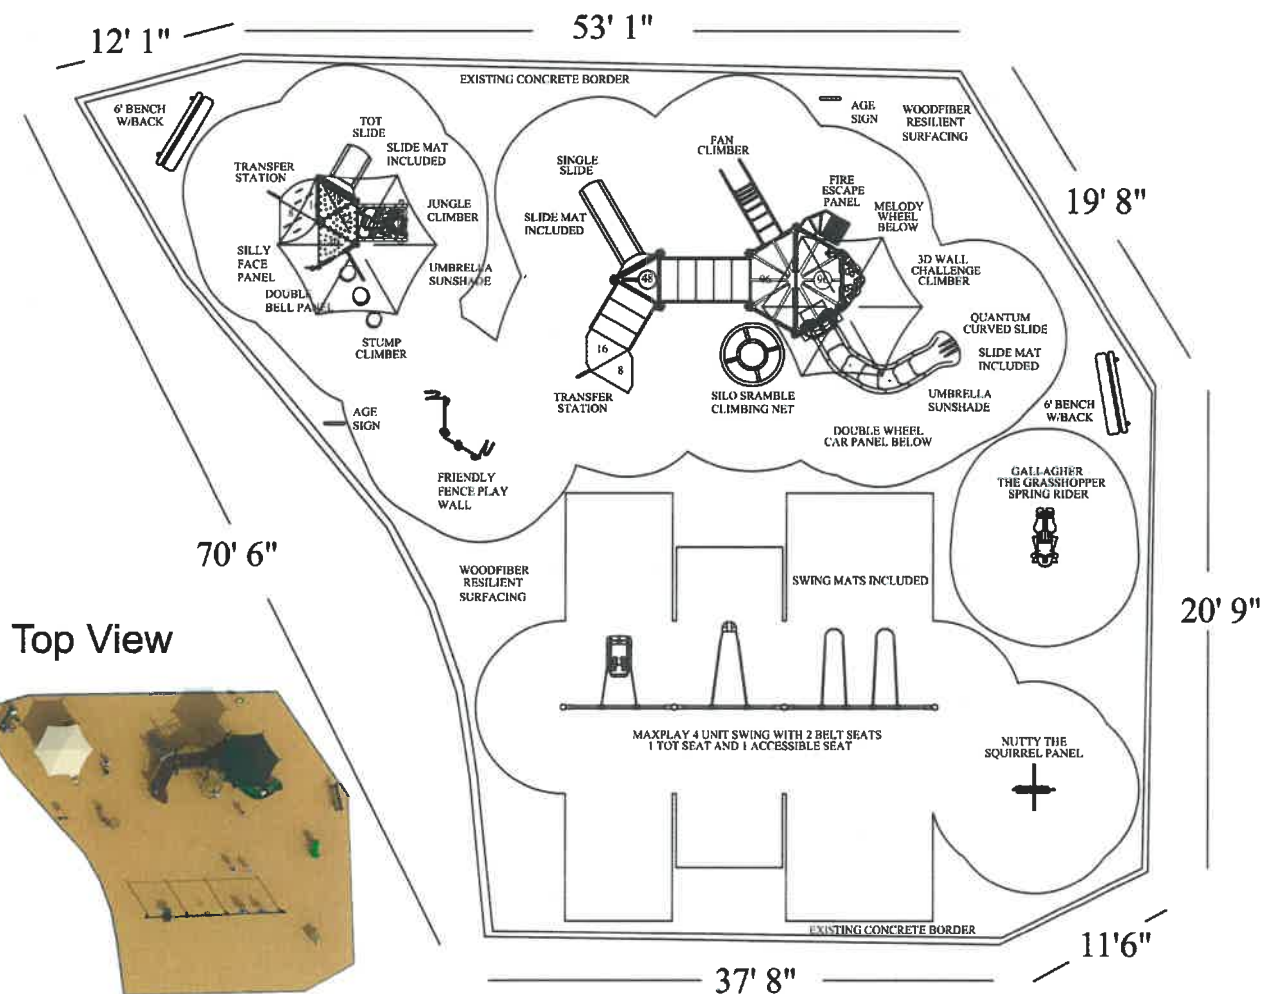 12' 1"
53' 1"
EXISTING CONCRETE BORDER
6' BENCH
W/BACK
TOT
SLIDE
SLIDE MAT
INCLUDED
TRANSFER
STATION
JUNGLE
CLIMBER
SILLY
FACE
PANEL
UMBRELLA
SUNSHADE
DOUBLE
BELL PANEL
STUMP
CLIMBER
8
SINGLE
SLIDE
SLIDE MAT
INCLUDED
FAN
CLIMBER
AGE
SIGN
WOODFIBER
RESILIENT
SURFACING
FIRE
ESCAPE
PANEL
MELODY
WHEEL
BELOW
19' 8"
3D WALL
CHALLENGE
CLIMBER
48
96
96
QUANTUM
CURVED SLIDE
SLIDE MAT
INCLUDED
16
8
TRANSFER
STATION
SILO SRAMBLE
CLIMBING NET
UMBRELLA
SUNSHADE
6' BENCH
W/BACK
DOUBLE WHEEL
CAR PANEL BELOW
AGE
SIGN
FRIENDLY
FENCE PLAY
WALL
GALLAGHER
THE GRASSHOPPER
SPRING RIDER
70' 6"
WOODFIBER
RESILIENT
SURFACING
SWING MATS INCLUDED
20' 9"
Top View
MAXPLAY 4 UNIT SWING WITH 2 BELT SEATS
1 TOT SEAT AND 1 ACCESSIBLE SEAT
NUTTY THE
SQUIRREL PANEL
EXISTING CONCRETE BORDER
11'6"
37' 8"